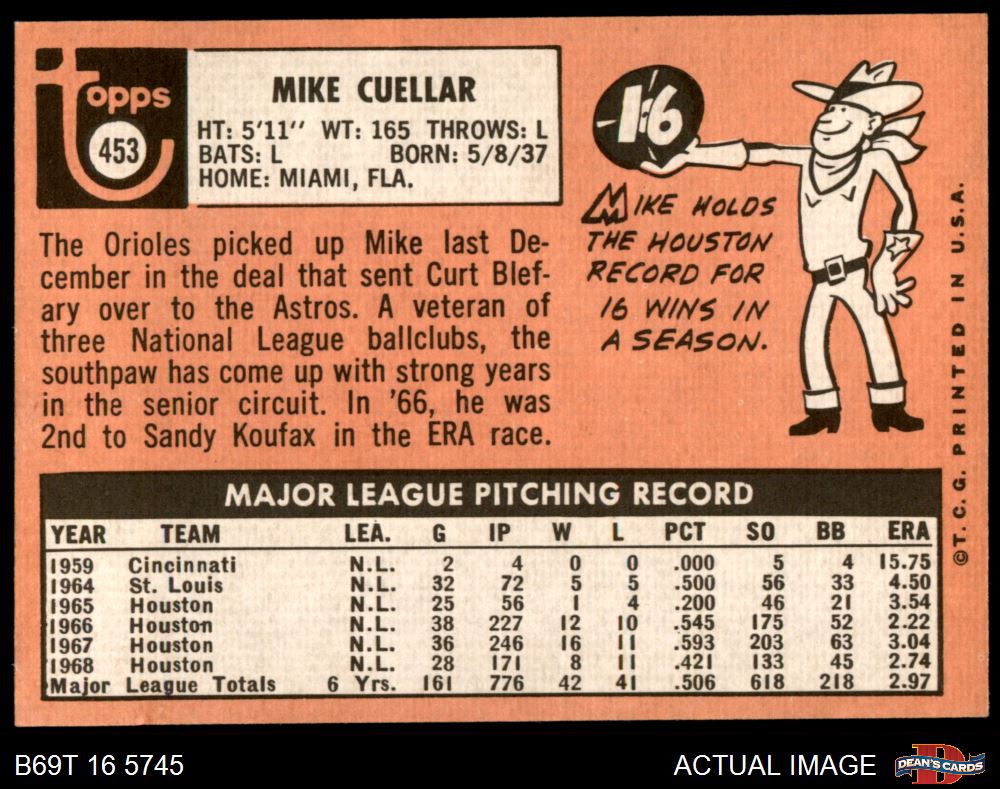 Topps
453
MIKE CUELLAR
HT: 5'11" WT: 165 THROWS: L
BATS: L BORN: 5/8/37
HOME: MIAMI, FLA.
The Orioles picked up Mike last De-
cember in the deal that sent Curt Blef-
ary over to the Astros. A veteran of
three National League ballclubs, the
southpaw has come up with strong years
in the senior circuit. In '66, he was
2nd to Sandy Koufax in the ERA race.
16
MIKE HOLDS
THE HOUSTON
RECORD FOR
16 WINS IN
A SEASON.
MAJOR LEAGUE PITCHING RECORD
YEAR TEAM LEA. G IP W L PCT SO BB ERA
1959 Cincinnati N.L. 2 4 0 0 .000 5 4 15.75
1964 St. Louis N.L. 32 72 5 5 .500 56 33 4.50
1965 Houston N.L. 25 56 1 4 .200 46 21 3.54
1966 Houston N.L. 38 227 12 10 .545 175 52 2.22
1967 Houston N.L. 36 246 16 11 .593 203 63 3.04
1968 Houston N.L. 28 171 8 11 .421 133 45 2.74
Major League Totals 6 Yrs. 161 776 42 41 .506 618 218 2.97
©T. C. G. PRINTED IN U.S.A.
B69T 16 5745
ACTUAL IMAGE
D
DEAN'S CARDS